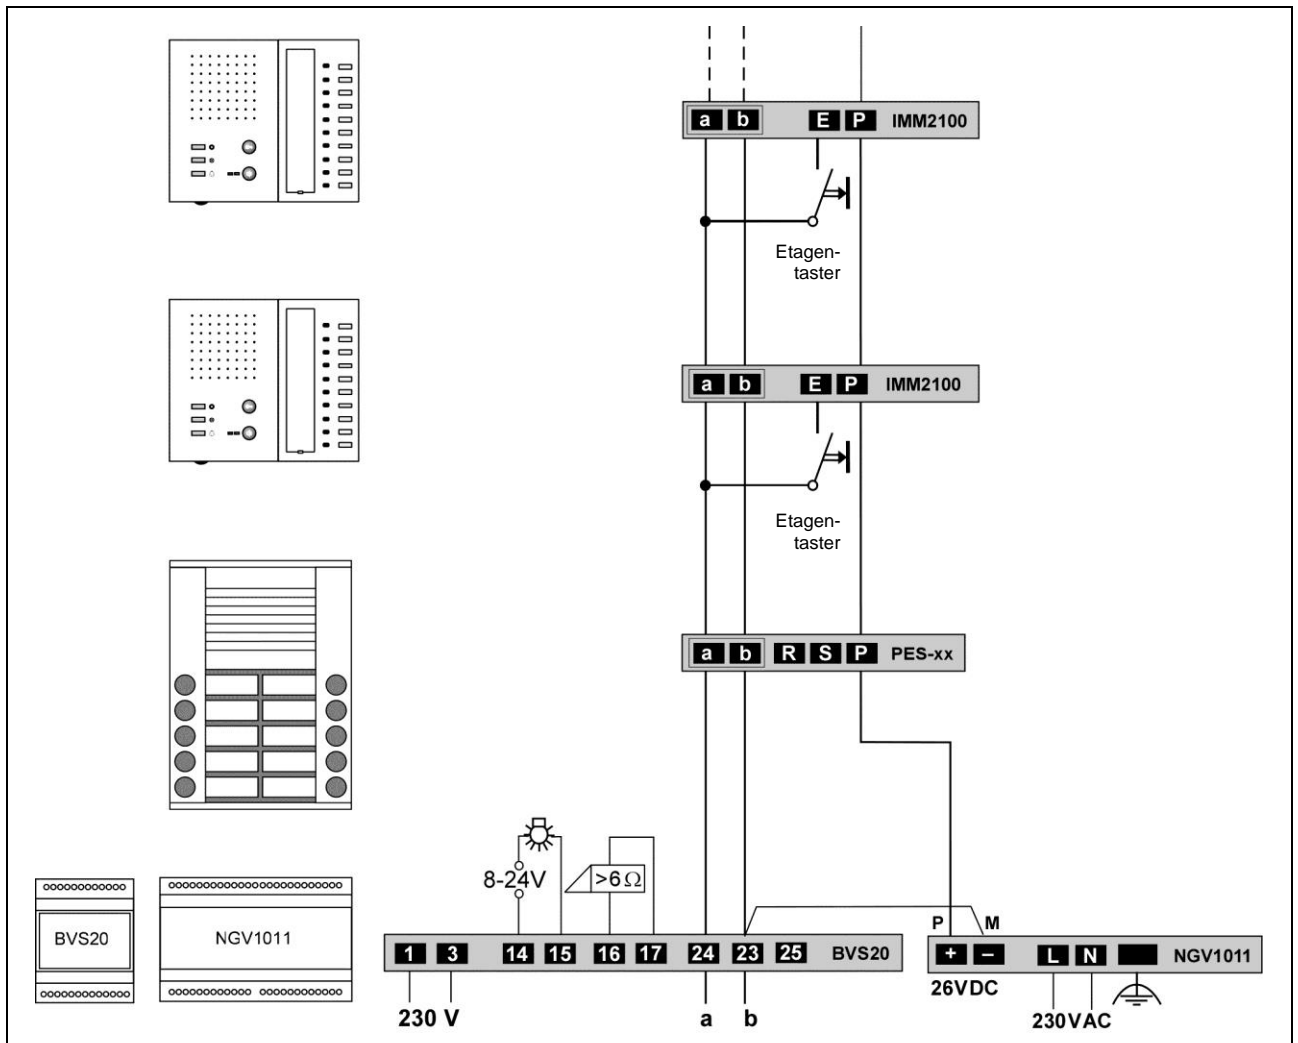 a b E P IMM2100
Etagen-
taster
a b E P IMM2100
Etagen-
taster
a b R S P PES-xx
8-24V
>6Ω
BVS20
NGV1011
P M
1 3 14 15 16 17 24 23 25 BVS20
+ – L N NGV1011
26VDC
230 V
a b
230VAC